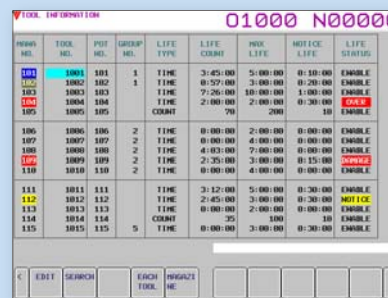 TOOL INFORMATION
O1000 N0000
MANA NO. TOOL NO. POT NO. GROUP NO. LIFE TYPE LIFE COUNT MAX LIFE NOTICE LIFE LIFE STATUS
101 1001 101 1 TIME 3:45:00 5:00:00 0:10:00 ENABLE
102 1002 102 1 TIME 0:57:00 3:00:00 0:20:00 ENABLE
103 1003 103 TIME 7:26:00 10:00:00 1:00:00 ENABLE
104 1004 104 TIME 2:00:00 2:00:00 0:30:00 OVER
105 1005 105 COUNT 70 200 10 ENABLE
106 1006 106 2 TIME 0:00:00 2:00:00 0:00:00 ENABLE
107 1007 107 2 TIME 0:00:00 4:00:00 0:00:00 ENABLE
108 1008 108 2 TIME 4:03:00 7:00:00 0:00:00 ENABLE
109 1009 109 2 TIME 2:35:00 3:00:00 0:15:00 DAMAGE
110 1010 110 2 TIME 0:00:00 4:00:00 0:00:00 ENABLE
111 1011 111 TIME 3:12:00 5:00:00 0:30:00 ENABLE
112 1012 112 TIME 2:45:00 3:00:00 0:30:00 NOTICE
113 1013 113 TIME 0:00:00 2:00:00 0:30:00 ENABLE
114 1014 114 COUNT 35 100 10 ENABLE
115 1015 115 5 TIME 0:00:00 3:00:00 0:30:00 ENABLE
< EDIT SEARCH EACH TOOL MAGAZI NE